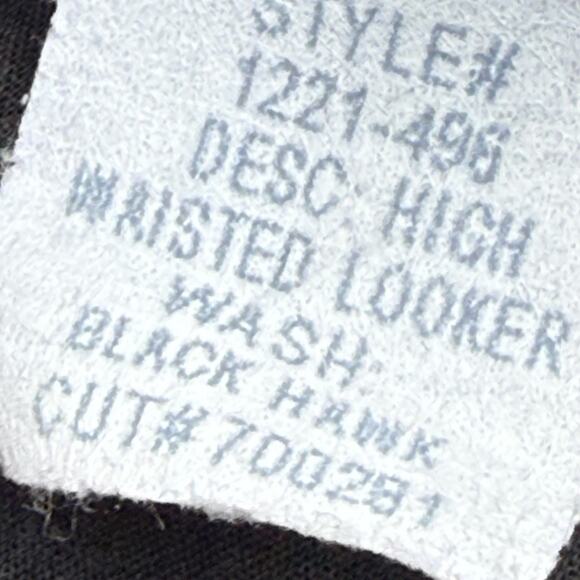 STYLE#
1221-496
DESC: HIGH
WAISTED LOOKER
WASH:
BLACK HAWK
CUT#700281